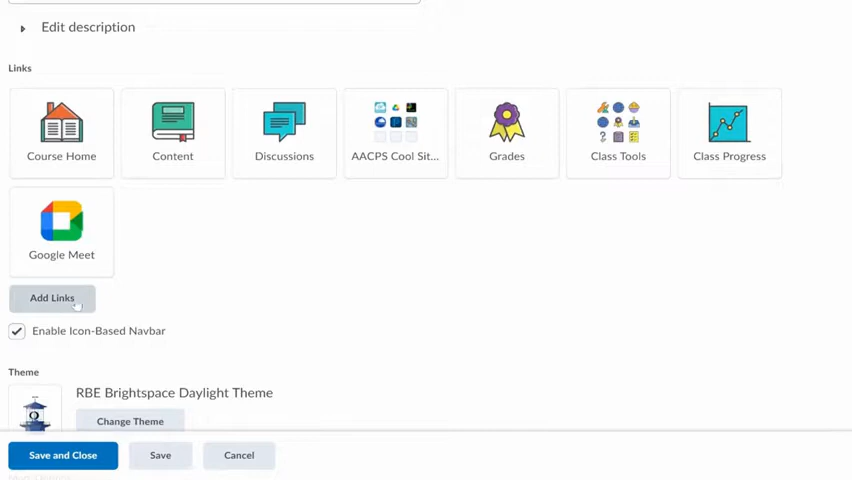 Edit description
Links
Course Home
Content
Discussions
AACPS Cool Sit...
Grades
Class Tools
Class Progress
Google Meet
Add Links
Enable Icon-Based Navbar
Theme
RBE Brightspace Daylight Theme
Change Theme
Save and Close
Save
Cancel